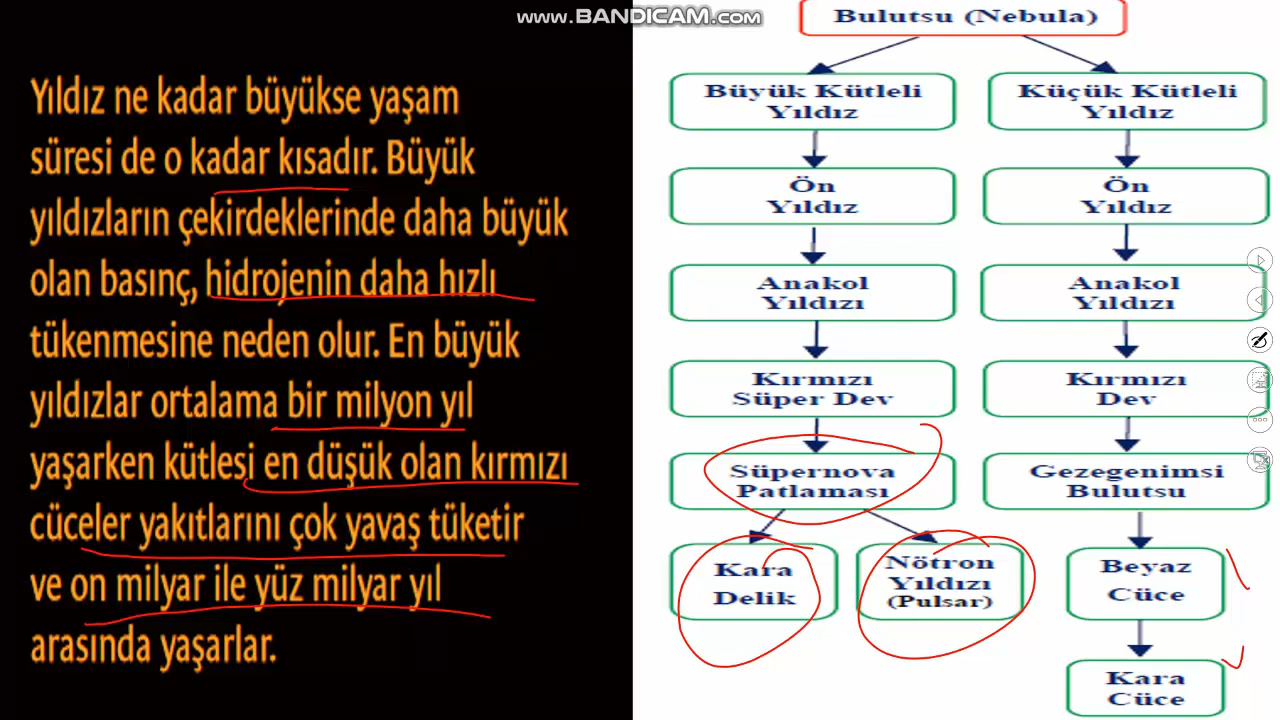 www.BANDICAM.com
Yıldız ne kadar büyükse yaşam
süresi de o kadar kısadır. Büyük
yıldızların çekirdeklerinde daha büyük
olan basınç, hidrojenin daha hızlı
tükenmesine neden olur. En büyük
yıldızlar ortalama bir milyon yıl
yaşarken kütlesi en düşük olan kırmızı
cüceler yakıtlarını çok yavaş tüketir
ve on milyar ile yüz milyar yıl
arasında yaşarlar.
Bulutsu (Nebula)
Büyük Kütleli
Yıldız
Küçük Kütleli
Yıldız
Ön
Yıldız
Ön
Yıldız
Anakol
Yıldızı
Anakol
Yıldızı
Kırmızı
Süper Dev
Kırmızı
Dev
Süpernova
Patlaması
Gezegenimsi
Bulutsu
Kara
Delik
Nötron
Yıldızı
(Pulsar)
Beyaz
Cüce
Kara
Cüce